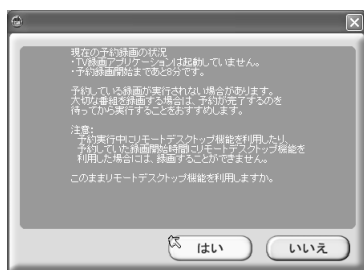 現在の予約録画の状況
・TV録画アプリケーションは起動していません。
・予約録画開始まであと8分です。
予約している録画が実行されない場合があります。
大切な番組を録画する場合は、予約が完了するのを
待ってから実行することをおすすめします。
注意:
予約実行中にリモートデスクトップ機能を利用したり、
予約していた録画開始時間にリモートデスクトップ機能を
利用した場合には、録画することができません。
このままリモートデスクトップ機能を利用しますか。
はい
いいえ